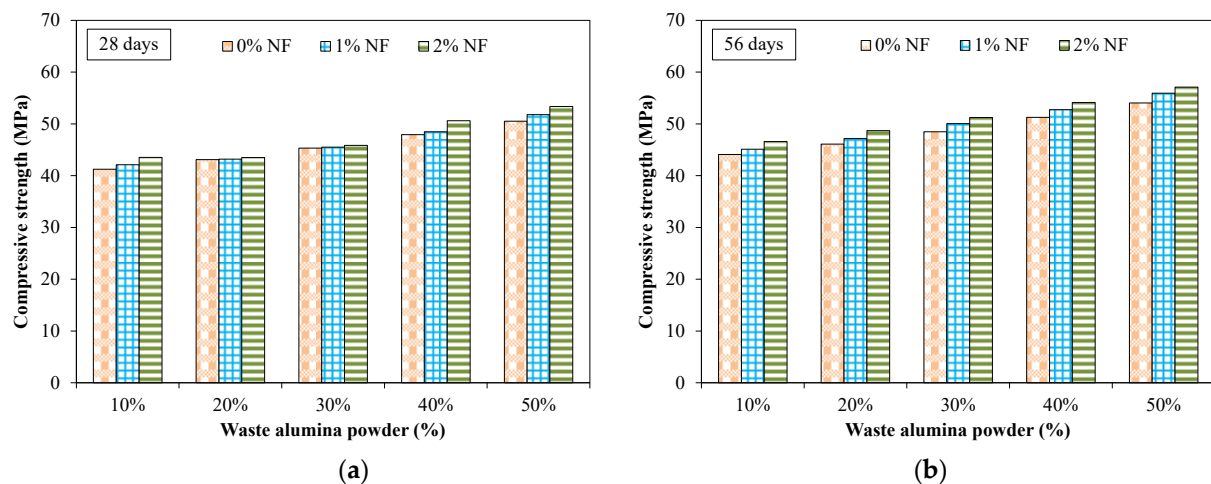 28 days
0% NF 1% NF 2% NF
Compressive strength (MPa)
70
60
50
40
30
20
10
0
10% 20% 30% 40% 50%
Waste alumina powder (%)
(a)
56 days
0% NF 1% NF 2% NF
Compressive strength (MPa)
70
60
50
40
30
20
10
0
10% 20% 30% 40% 50%
Waste alumina powder (%)
(b)